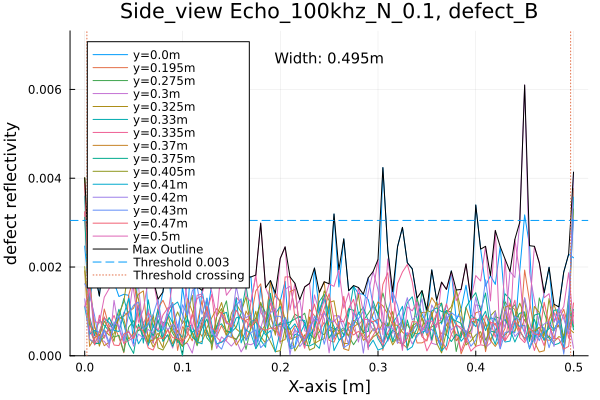 Side_view Echo_100khz_N_0.1, defect_B
Width: 0.495m
y=0.0m
y=0.195m
y=0.275m
y=0.3m
y=0.325m
y=0.33m
y=0.335m
y=0.37m
y=0.375m
y=0.405m
y=0.41m
y=0.42m
y=0.43m
y=0.47m
y=0.5m
Max Outline
Threshold 0.003
Threshold crossing
defect reflectivity
0.006
0.004
0.002
0.000
0.0 0.1 0.2 0.3 0.4 0.5
X-axis [m]